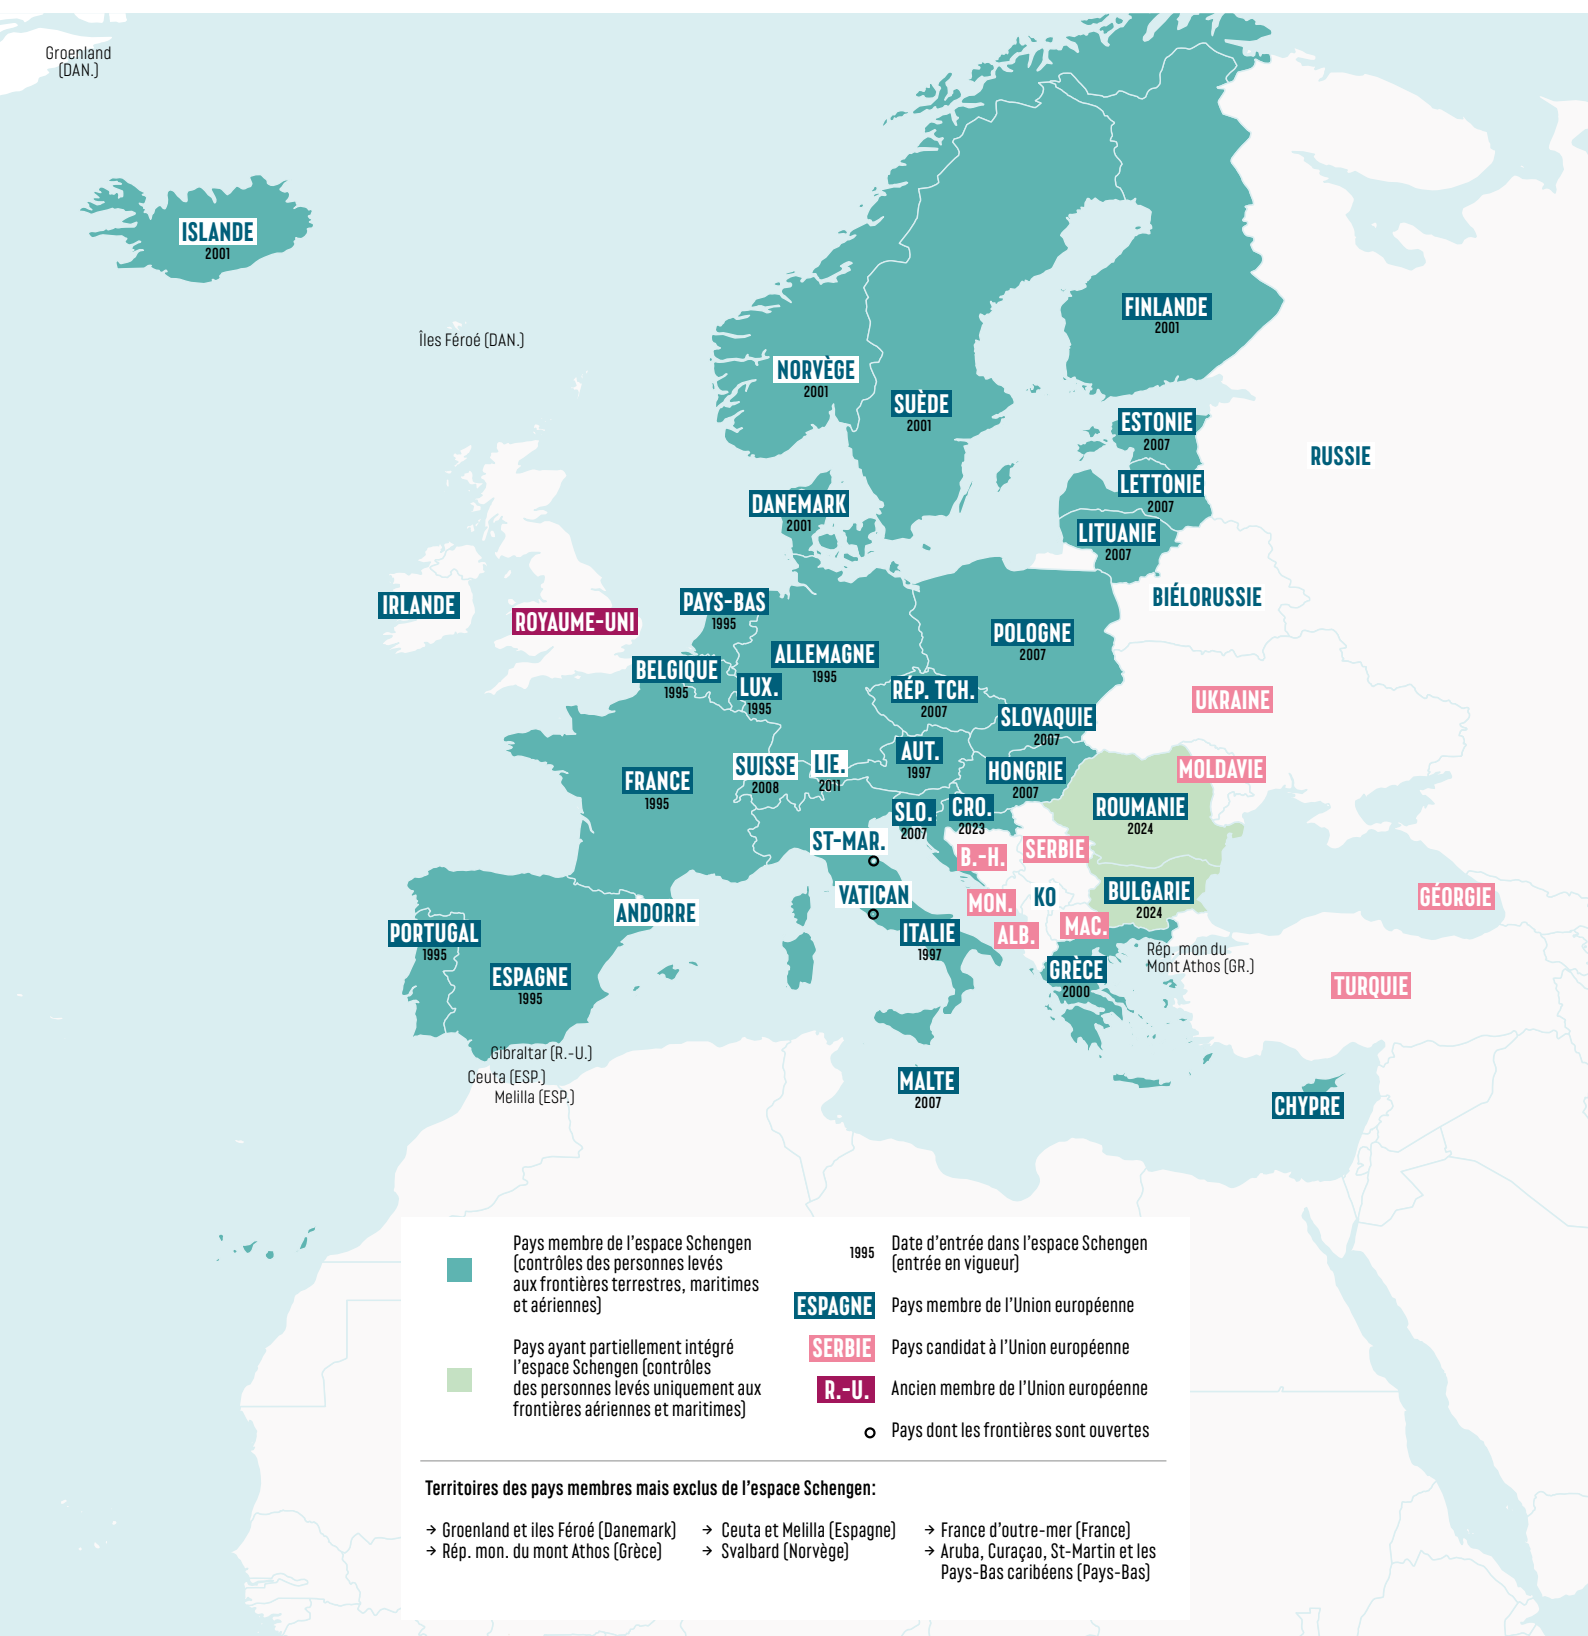 Groenland
(DAN.)
ISLANDE
2001
FINLANDE
2001
Îles Féroé (DAN.)
NORVÈGE
2001
SUÈDE
2001
ESTONIE
2007
RUSSIE
LETTONIE
2007
DANEMARK
2001
LITUANIE
2007
IRLANDE
ROYAUME-UNI
PAYS-BAS
1995
BIÉLORUSSIE
POLOGNE
2007
ALLEMAGNE
1995
BELGIQUE
1995
LUX.
1995
RÉP. TCH.
2007
UKRAINE
SLOVAQUIE
2007
AUT.
1997
SUISSE
2008
LIE.
2011
HONGRIE
2007
MOLDAVIE
FRANCE
1995
SLO.
2007
CRO.
2023
ROUMANIE
2024
ST-MAR.
B.-H.
SERBIE
VATICAN
MON.
KO
BULGARIE
2024
GÉORGIE
ANDORRE
PORTUGAL
1995
ITALIE
1997
ALB.
MAC.
Rép. mon du
Mont Athos (GR.)
ESPAGNE
1995
GRÈCE
2000
TURQUIE
Gibraltar (R.-U.)
Ceuta (ESP.)
Melilla (ESP.)
MALTE
2007
CHYPRE
Pays membre de l'espace Schengen
(contrôles des personnes levés
aux frontières terrestres, maritimes
et aériennes)
Pays ayant partiellement intégré
l'espace Schengen (contrôles
des personnes levés uniquement aux
frontières aériennes et maritimes)
1995 Date d'entrée dans l'espace Schengen
(entrée en vigueur)
ESPAGNE Pays membre de l'Union européenne
SERBIE Pays candidat à l'Union européenne
R.-U. Ancien membre de l'Union européenne
Pays dont les frontières sont ouvertes
Territoires des pays membres mais exclus de l'espace Schengen:
→ Groenland et iles Féroé (Danemark)
→ Rép. mon. du mont Athos (Grèce)
→ Ceuta et Melilla (Espagne)
→ Svalbard (Norvège)
→ France d'outre-mer (France)
→ Aruba, Curaçao, St-Martin et les
Pays-Bas caribéens (Pays-Bas)